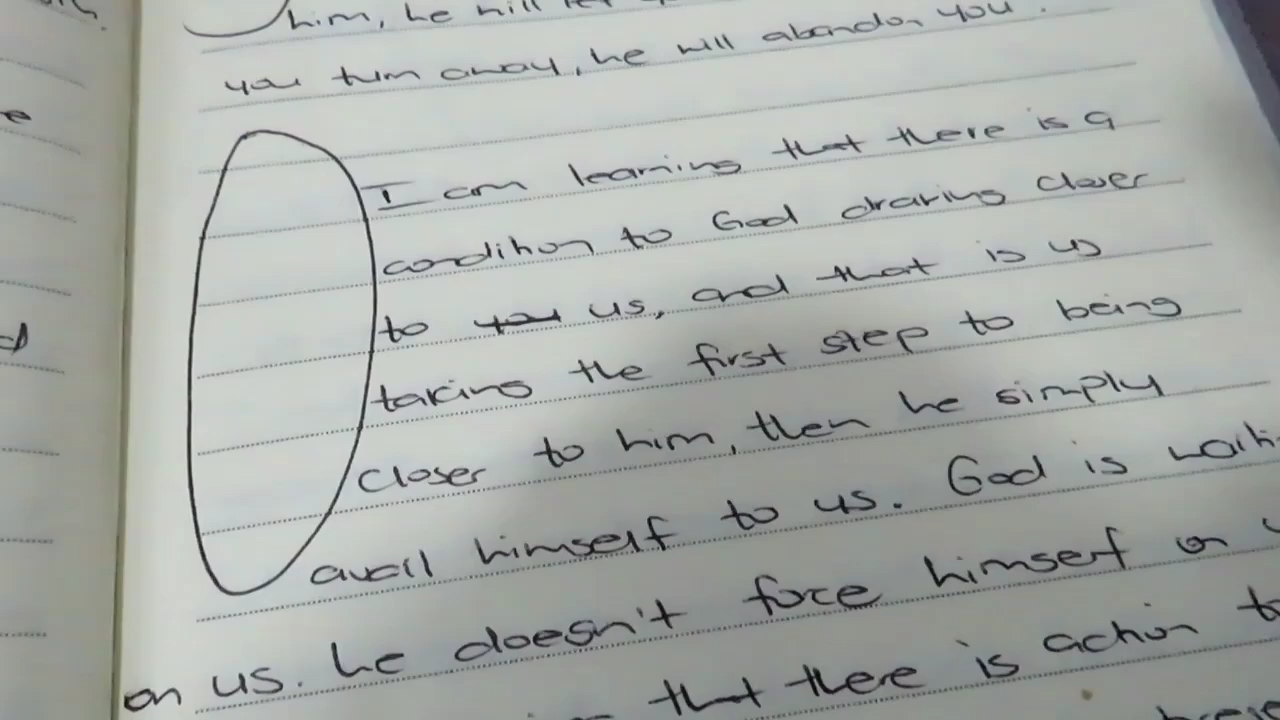 him, he will
you turn away, he will abandon you.
I am learning that there is a
condition to God drawing closer
to you us, and that is us
taking the first step to being
closer to him, then he simply
avail himself to us. God is
on us. he doesn't force himself on
that there is action